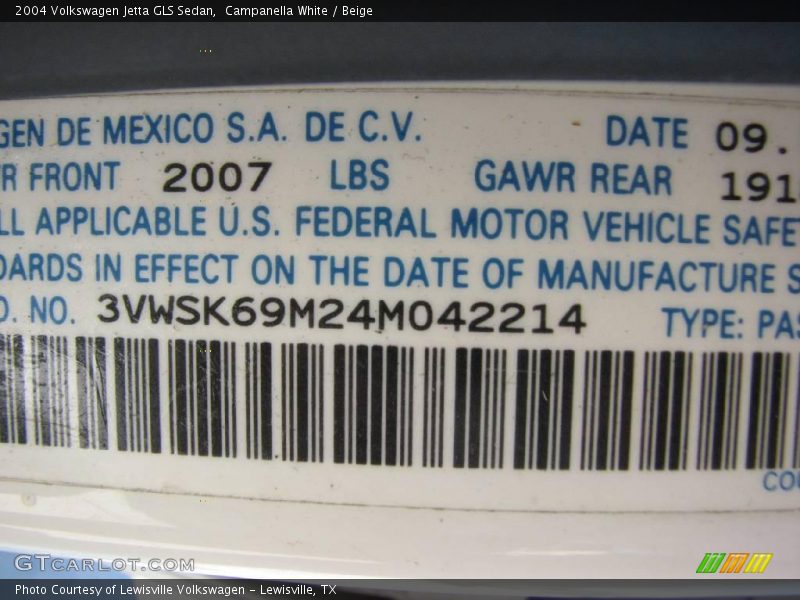 2004 Volkswagen Jetta GLS Sedan,  Campanella White / Beige
GEN DE MEXICO S.A. DE C.V. DATE 09.
R FRONT 2007 LBS GAWR REAR 191
LL APPLICABLE U.S. FEDERAL MOTOR VEHICLE SAFE
DARDS IN EFFECT ON THE DATE OF MANUFACTURE S
D. NO. 3VWSK69M24M042214 TYPE: PAS
COU
GTCARLOT.COM
Photo Courtesy of Lewisville Volkswagen - Lewisville, TX